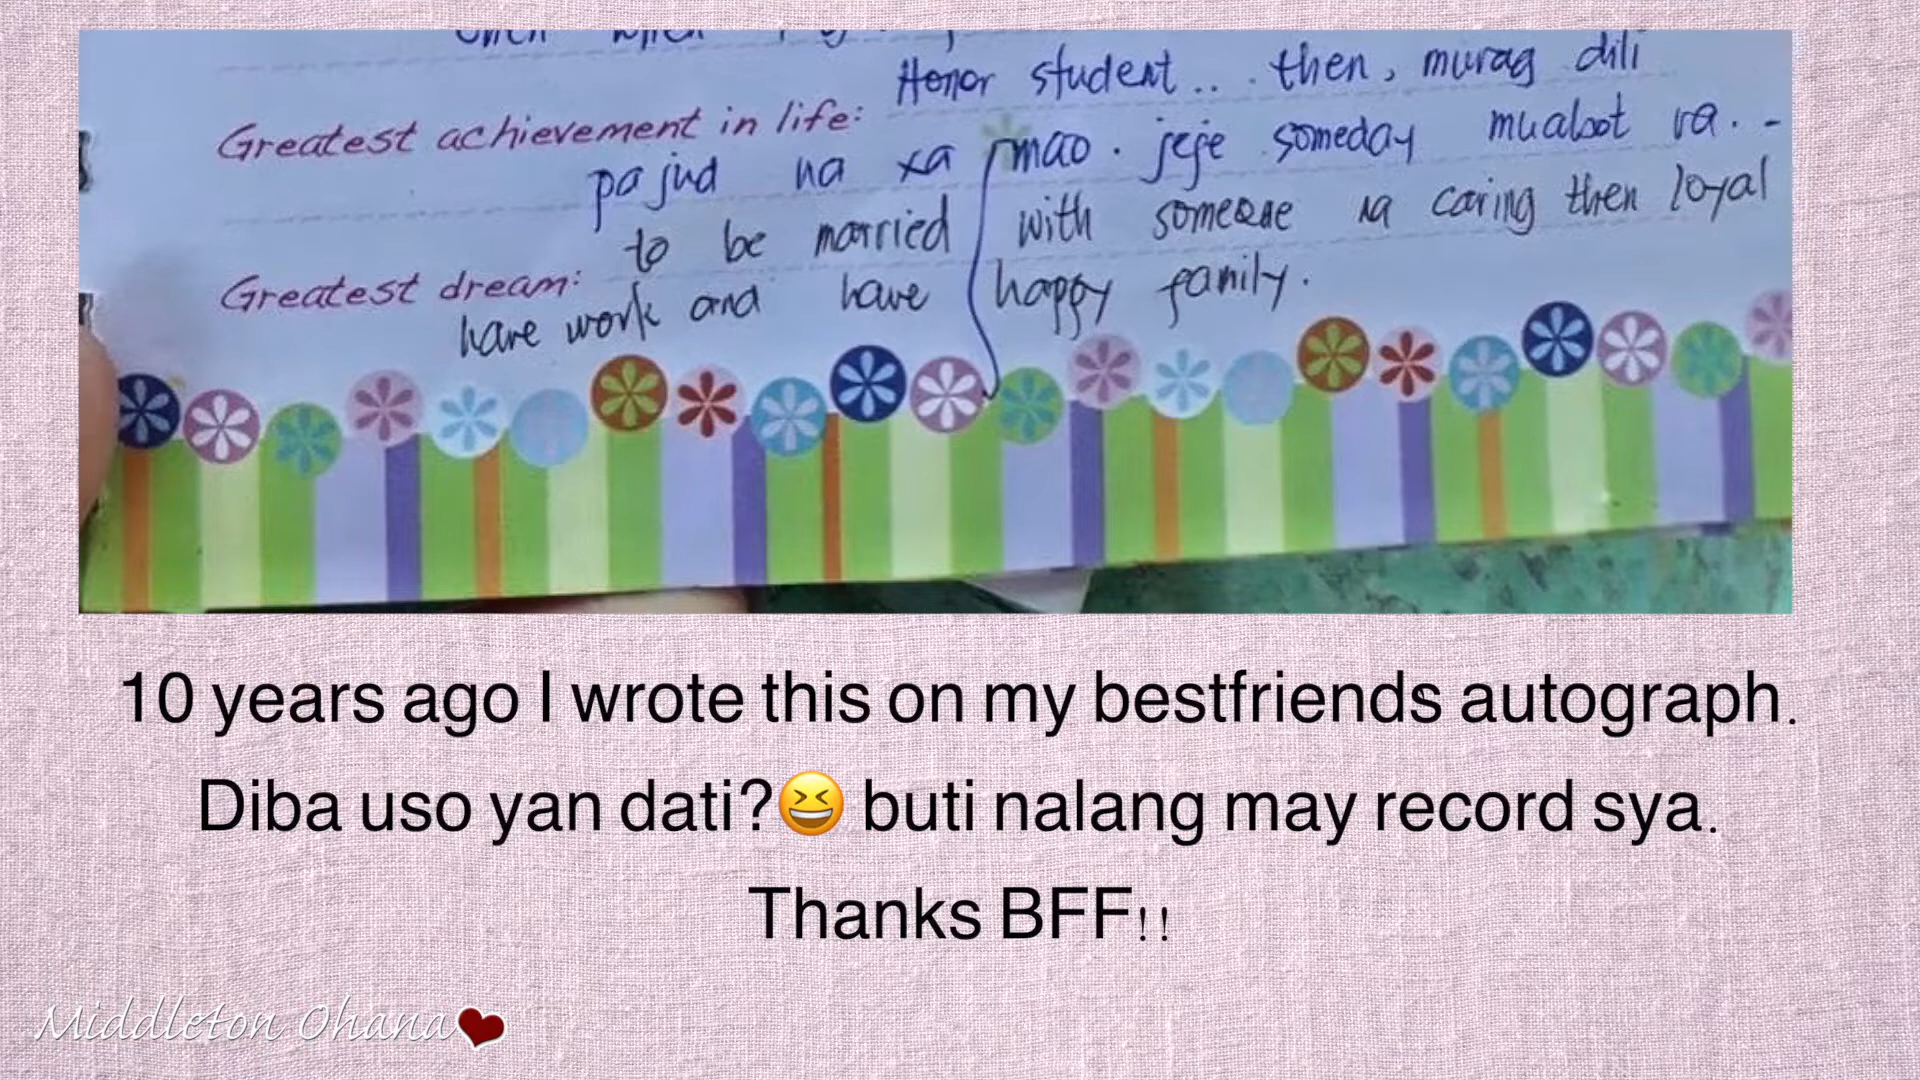 Honor student... then, murag dili
Greatest achievement in life:
pa jud na xa mao. jeje someday mualbot ra..
to be married with someone na caring then loyal
Greatest dream:
have work and have happy family.
10 years ago I wrote this on my bestfriends autograph.
Diba uso yan dati?😆 buti nalang may record sya.
Thanks BFF!!
Middleton Ohana❤